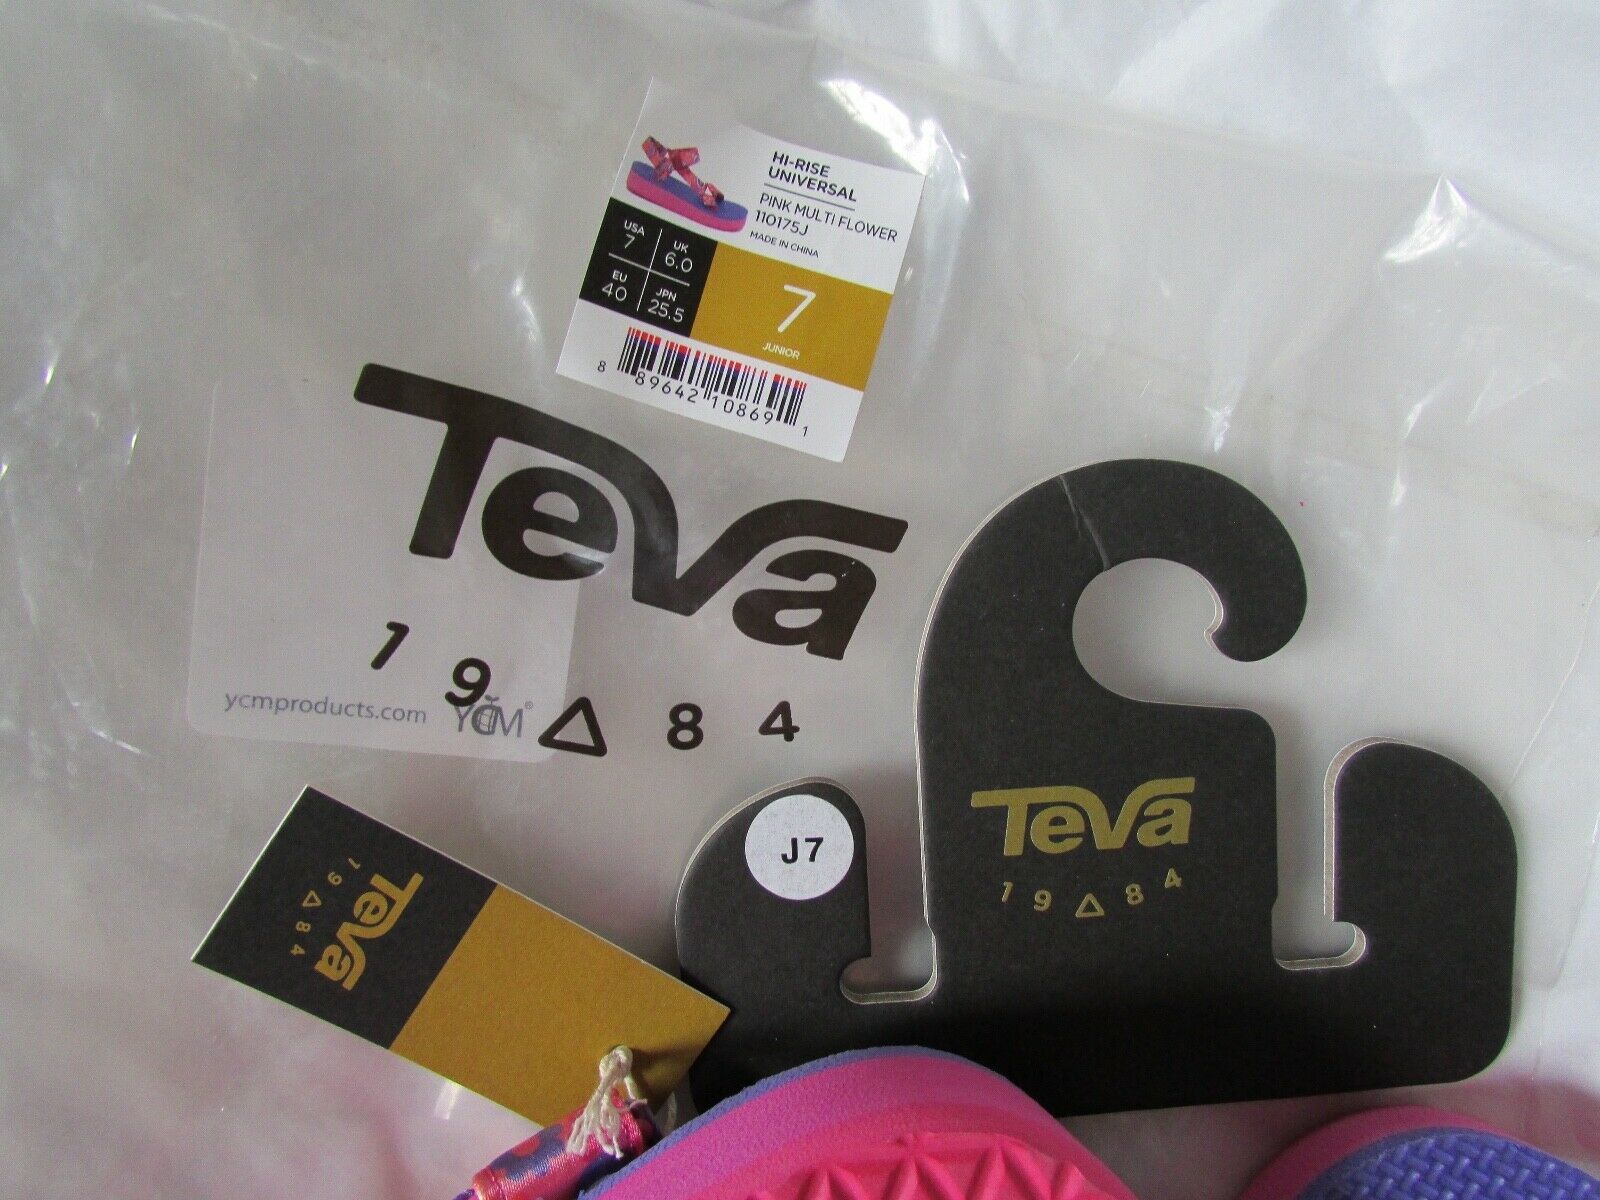 HI-RISE
UNIVERSAL
PINK MULTI FLOWER
110175J
MADE IN CHINA
USA
7
UK
6.0
EU
40
JPN
25.5
7
JUNIOR
8 89642 10869 1
Teva
1 9 △ 8 4
ycmproducts.com YCM®
J7
Teva
1 9 △ 8 4
Teva
1 9 △ 8 4